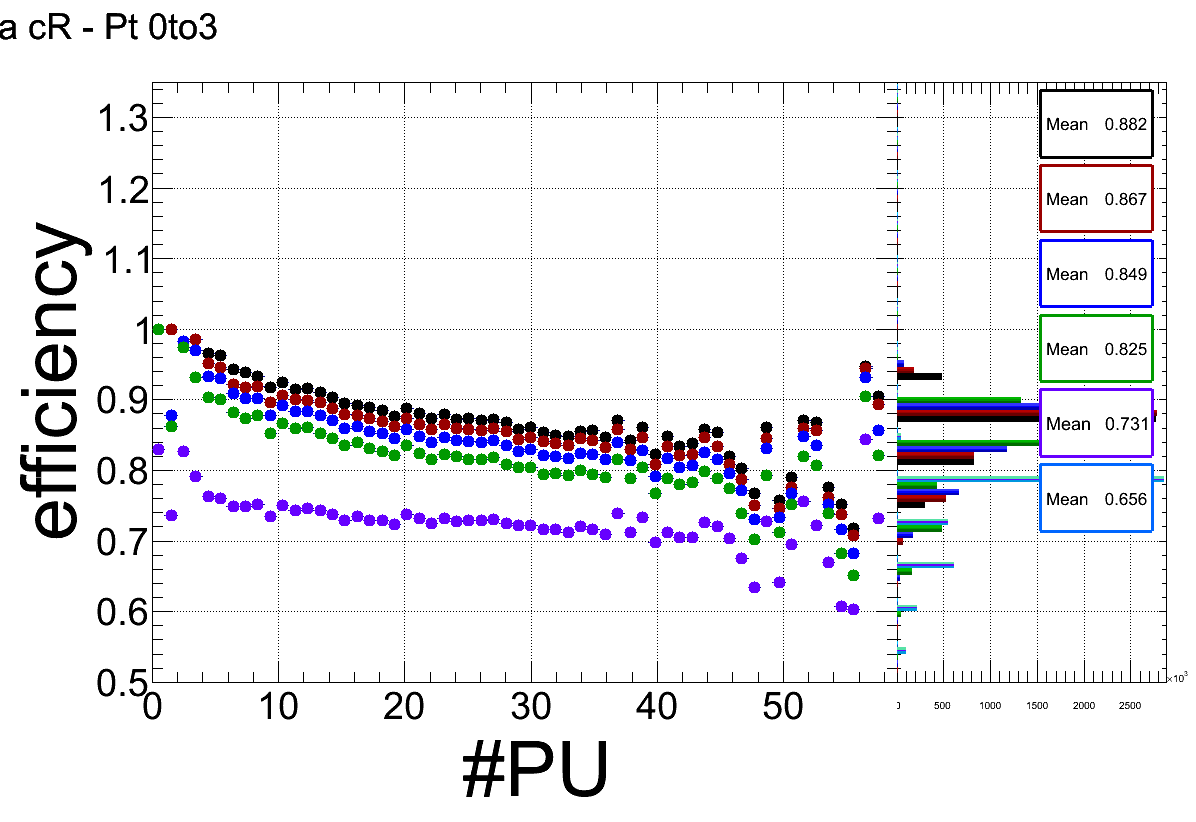 a cR - Pt 0to3
1.3
1.2
1.1
1
0.9
0.8
0.7
0.6
0.5
efficiency
0 10 20 30 40 50
#PU
Mean 0.882
Mean 0.867
Mean 0.849
Mean 0.825
Mean 0.731
Mean 0.656
×10³
500 1000 1500 2000 2500